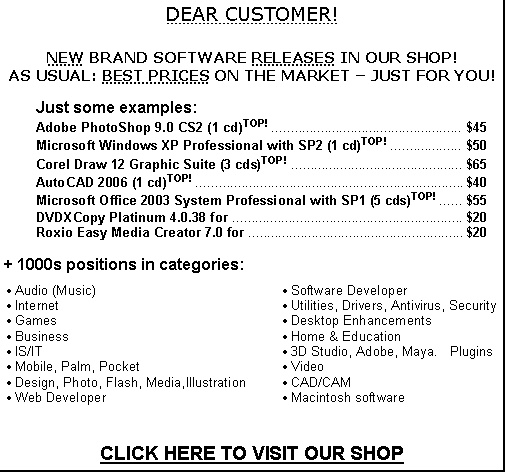 DEAR CUSTOMER!
NEW BRAND SOFTWARE RELEASES IN OUR SHOP!
AS USUAL: BEST PRICES ON THE MARKET – JUST FOR YOU!
Just some examples:
Adobe PhotoShop 9.0 CS2 (1 cd)TOP! ................................................ $45
Microsoft Windows XP Professional with SP2 (1 cd)TOP! .................. $50
Corel Draw 12 Graphic Suite (3 cds)TOP! ........................................... $65
AutoCAD 2006 (1 cd)TOP! .................................................................... $40
Microsoft Office 2003 System Professional with SP1 (5 cds)TOP! ...... $55
DVDXCopy Platinum 4.0.38 for .......................................................... $20
Roxio Easy Media Creator 7.0 for ....................................................... $20
+ 1000s positions in categories:
• Audio (Music)
• Internet
• Games
• Business
• IS/IT
• Mobile, Palm, Pocket
• Design, Photo, Flash, Media,Illustration
• Web Developer
• Software Developer
• Utilities, Drivers, Antivirus, Security
• Desktop Enhancements
• Home & Education
• 3D Studio, Adobe, Maya. Plugins
• Video
• CAD/CAM
• Macintosh software
CLICK HERE TO VISIT OUR SHOP